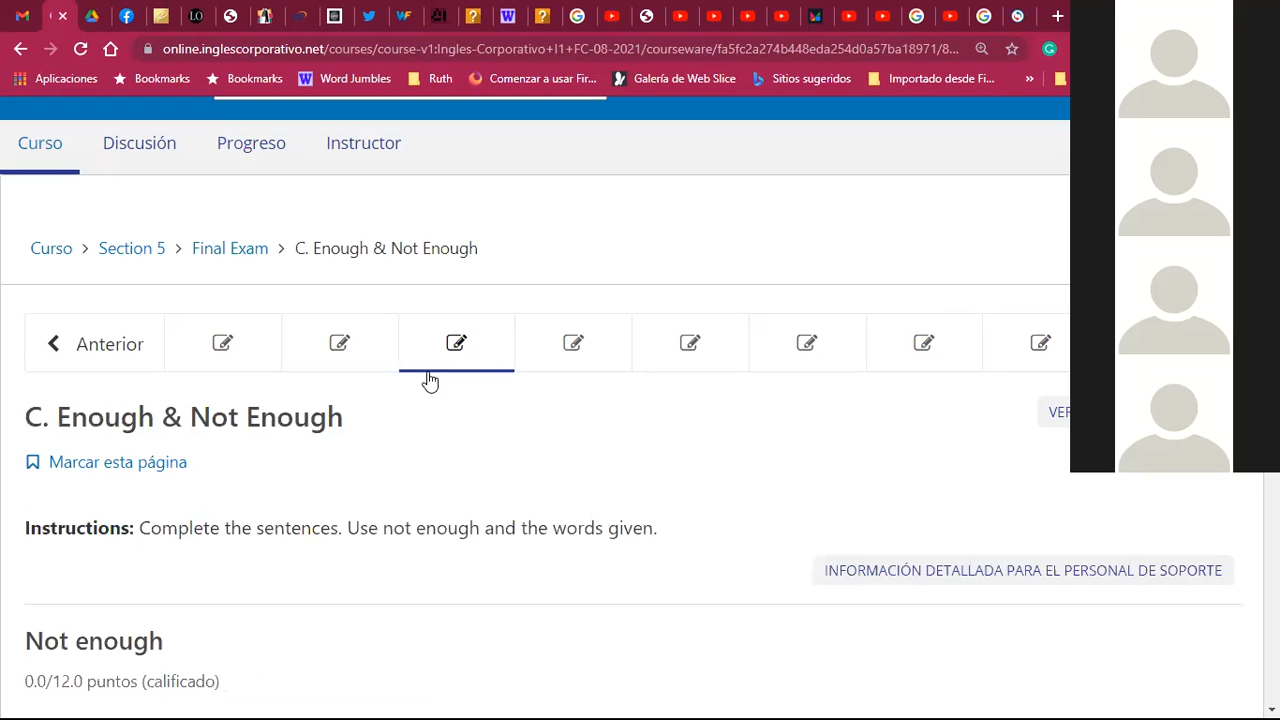 online.inglescorporativo.net/courses/course-v1:Ingles-Corporativo+I1+FC-08-2021/courseware/fa5fc2a274b448eda254d0a57ba18971/8...
Aplicaciones Bookmarks Bookmarks Word Jumbles Ruth Comenzar a usar Fir... Galería de Web Slice Sitios sugeridos Importado desde Fi... »
Curso Discusión Progreso Instructor
Curso > Section 5 > Final Exam > C. Enough & Not Enough
Anterior
C. Enough & Not Enough
VER
Marcar esta página
Instructions: Complete the sentences. Use not enough and the words given.
INFORMACIÓN DETALLADA PARA EL PERSONAL DE SOPORTE
Not enough
0.0/12.0 puntos (calificado)